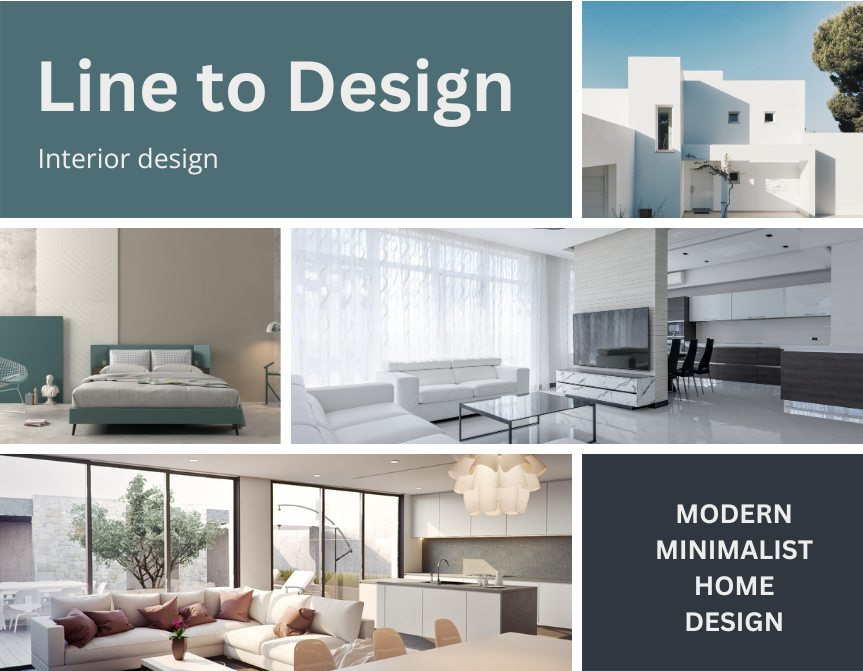 Line to Design
Interior design
MODERN
MINIMALIST
HOME
DESIGN